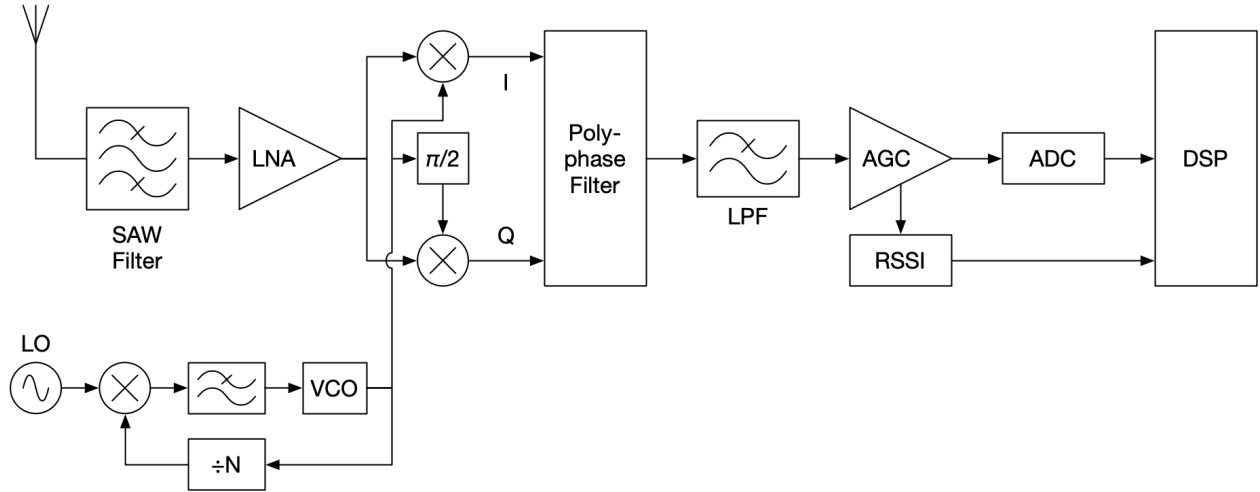 I
π/2
LNA
Poly-
phase
Filter
AGC
ADC
DSP
LPF
SAW
Filter
Q
RSSI
LO
VCO
÷N